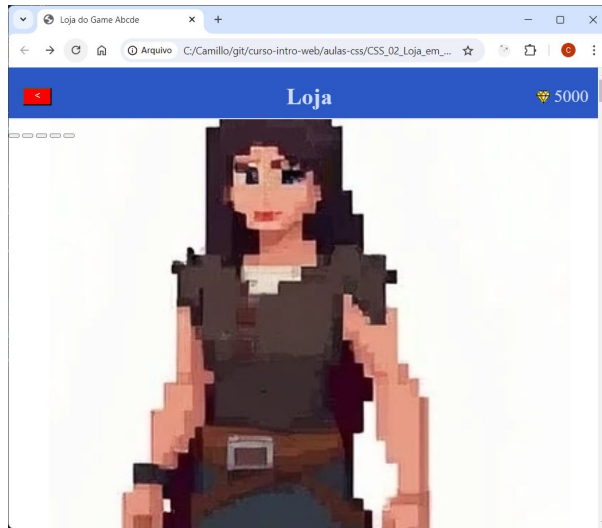 Loja do Game Abcde
Arquivo C:/Camillo/git/curso-intro-web/aulas-css/CSS_02_Loja_em_...
C
< Loja 5000